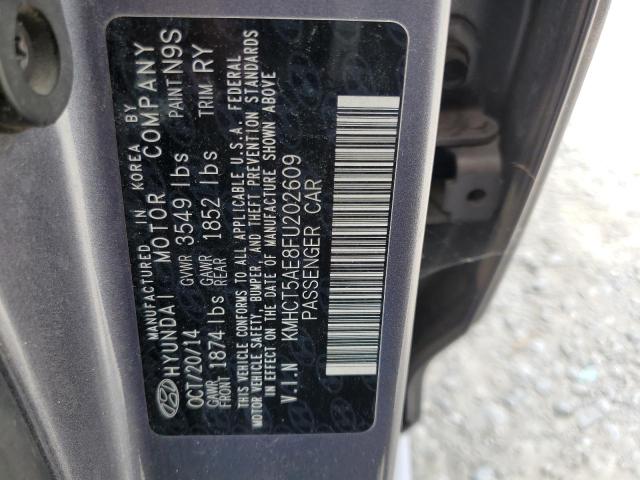 MANUFACTURED IN KOREA BY
HYUNDAI MOTOR COMPANY
OCT/20/14 GVWR 3549 lbs PAINT N9S
GAWR FRONT 1874 lbs GAWR REAR 1852 lbs TRIM RY
THIS VEHICLE CONFORMS TO ALL APPLICABLE U.S.A. FEDERAL
MOTOR VEHICLE SAFETY, BUMPER, AND THEFT PREVENTION STANDARDS
IN EFFECT ON THE DATE OF MANUFACTURE SHOWN ABOVE
V.I.N KMHCT5AE8FU202609
PASSENGER CAR